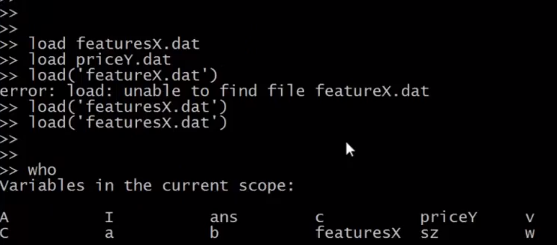 >>
>>
>>
>> load featuresX.dat
>> load priceY.dat
>> load('featureX.dat')
error: load: unable to find file featureX.dat
>> load('featuresX.dat')
>> load('featuresX.dat')
>>
>>
>> who
Variables in the current scope:
A I ans c priceY v
C a b featuresX sz w